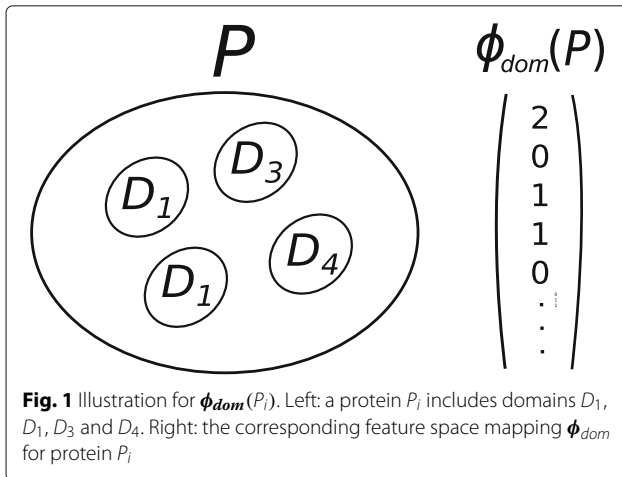 P
ϕdom(P)
D1
D3
D1
D4
2
0
1
1
0
.
.
.
Fig. 1 Illustration for ϕdom(Pi). Left: a protein Pi includes domains D1,
D1, D3 and D4. Right: the corresponding feature space mapping ϕdom
for protein Pi